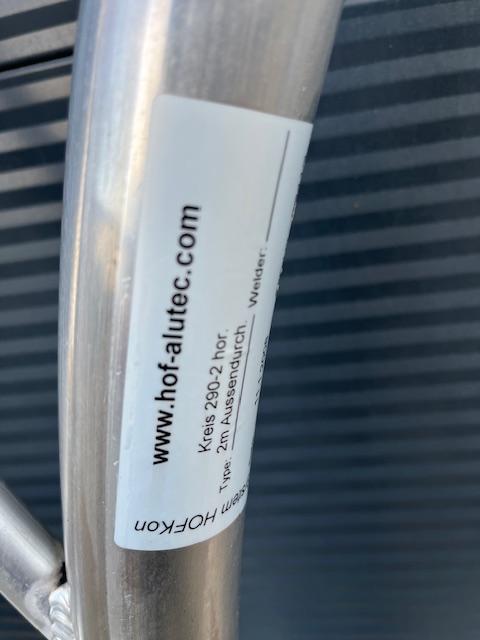 www.hof-alutec.com
Kreis 290-2 hor.
Type: 2m Aussendurch. Welder:
HOFKon